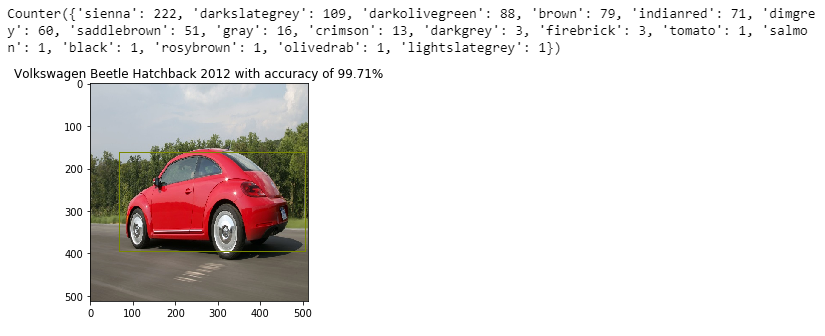 Counter({'sienna': 222, 'darkslategrey': 109, 'darkolivegreen': 88, 'brown': 79, 'indianred': 71, 'dimgre
y': 60, 'saddlebrown': 51, 'gray': 16, 'crimson': 13, 'darkgrey': 3, 'firebrick': 3, 'tomato': 1, 'salmo
n': 1, 'black': 1, 'rosybrown': 1, 'olivedrab': 1, 'lightslategrey': 1})
Volkswagen Beetle Hatchback 2012 with accuracy of 99.71%
0
100
200
300
400
500
0 100 200 300 400 500